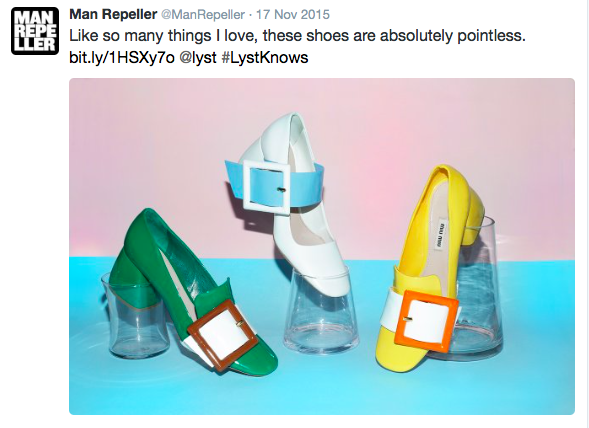 MAN
REPE
LLER
Man Repeller @ManRepeller · 17 Nov 2015
Like so many things I love, these shoes are absolutely pointless.
bit.ly/1HSXy7o @lyst #LystKnows
MIU MIU